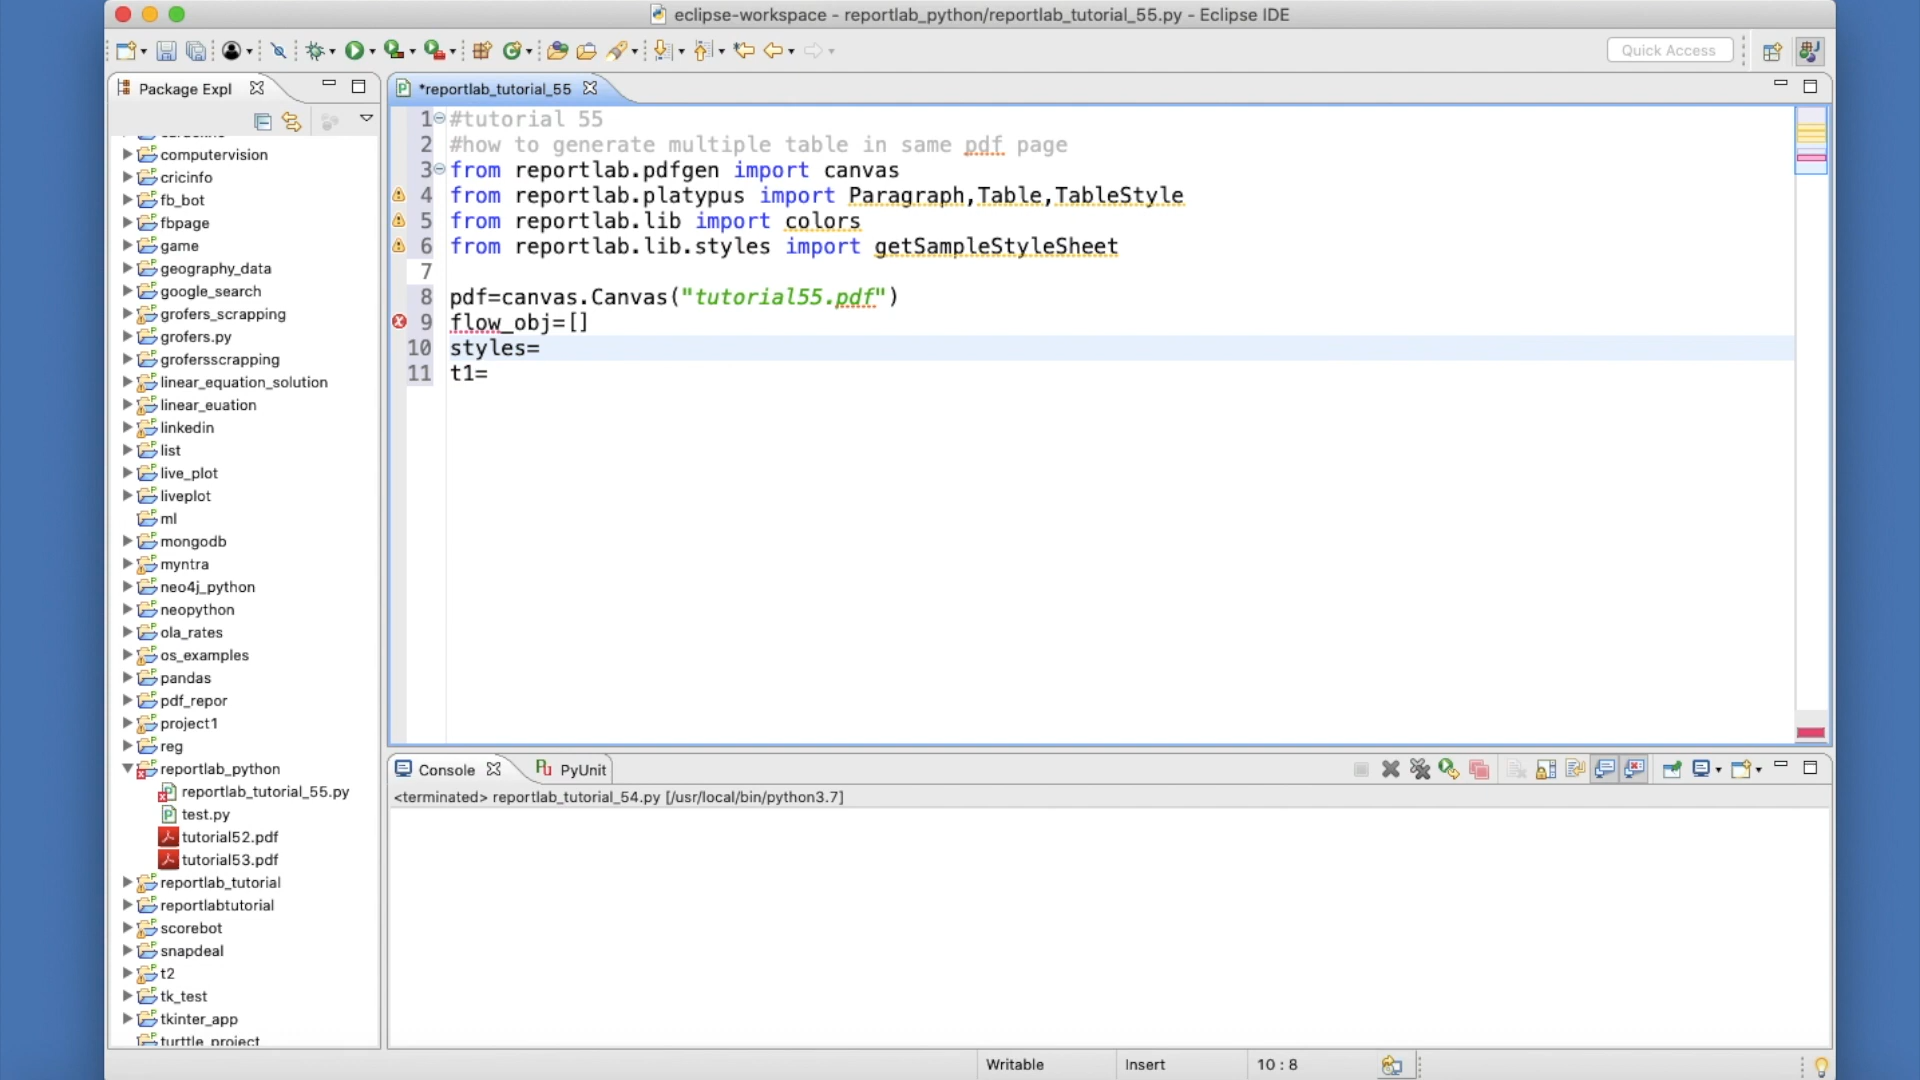 eclipse-workspace - reportlab_python/reportlab_tutorial_55.py - Eclipse IDE
Quick Access
Package Expl
computervision
cricinfo
fb_bot
fbpage
game
geography_data
google_search
grofers_scrapping
grofers.py
grofersscrapping
linear_equation_solution
linear_euation
linkedin
list
live_plot
liveplot
ml
mongodb
myntra
neo4j_python
neopython
ola_rates
os_examples
pandas
pdf_repor
project1
reg
reportlab_python
reportlab_tutorial_55.py
test.py
tutorial52.pdf
tutorial53.pdf
reportlab_tutorial
reportlabtutorial
scorebot
snapdeal
t2
tk_test
tkinter_app
turttle_project
*reportlab_tutorial_55
1 #tutorial 55
2 #how to generate multiple table in same pdf page
3 from reportlab.pdfgen import canvas
4 from reportlab.platypus import Paragraph,Table,TableStyle
5 from reportlab.lib import colors
6 from reportlab.lib.styles import getSampleStyleSheet
7
8 pdf=canvas.Canvas("tutorial55.pdf")
9 flow_obj=[]
10 styles=
11 t1=
Console
PyUnit
<terminated> reportlab_tutorial_54.py [/usr/local/bin/python3.7]
Writable
Insert
10 : 8